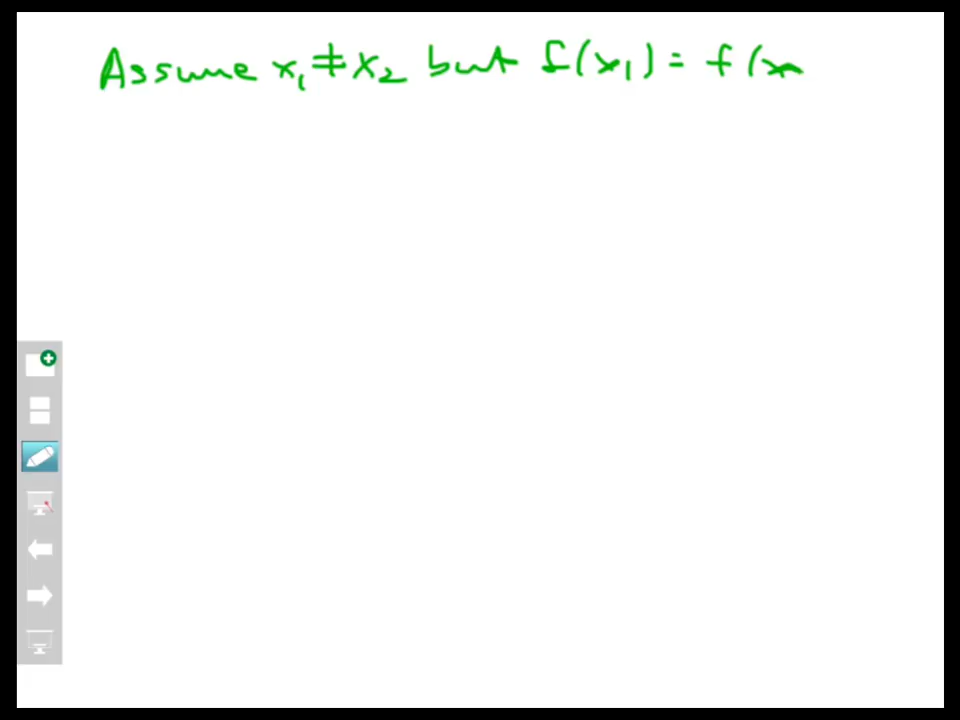 Assume x₁ ≠ x₂ but f(x₁) = f(x